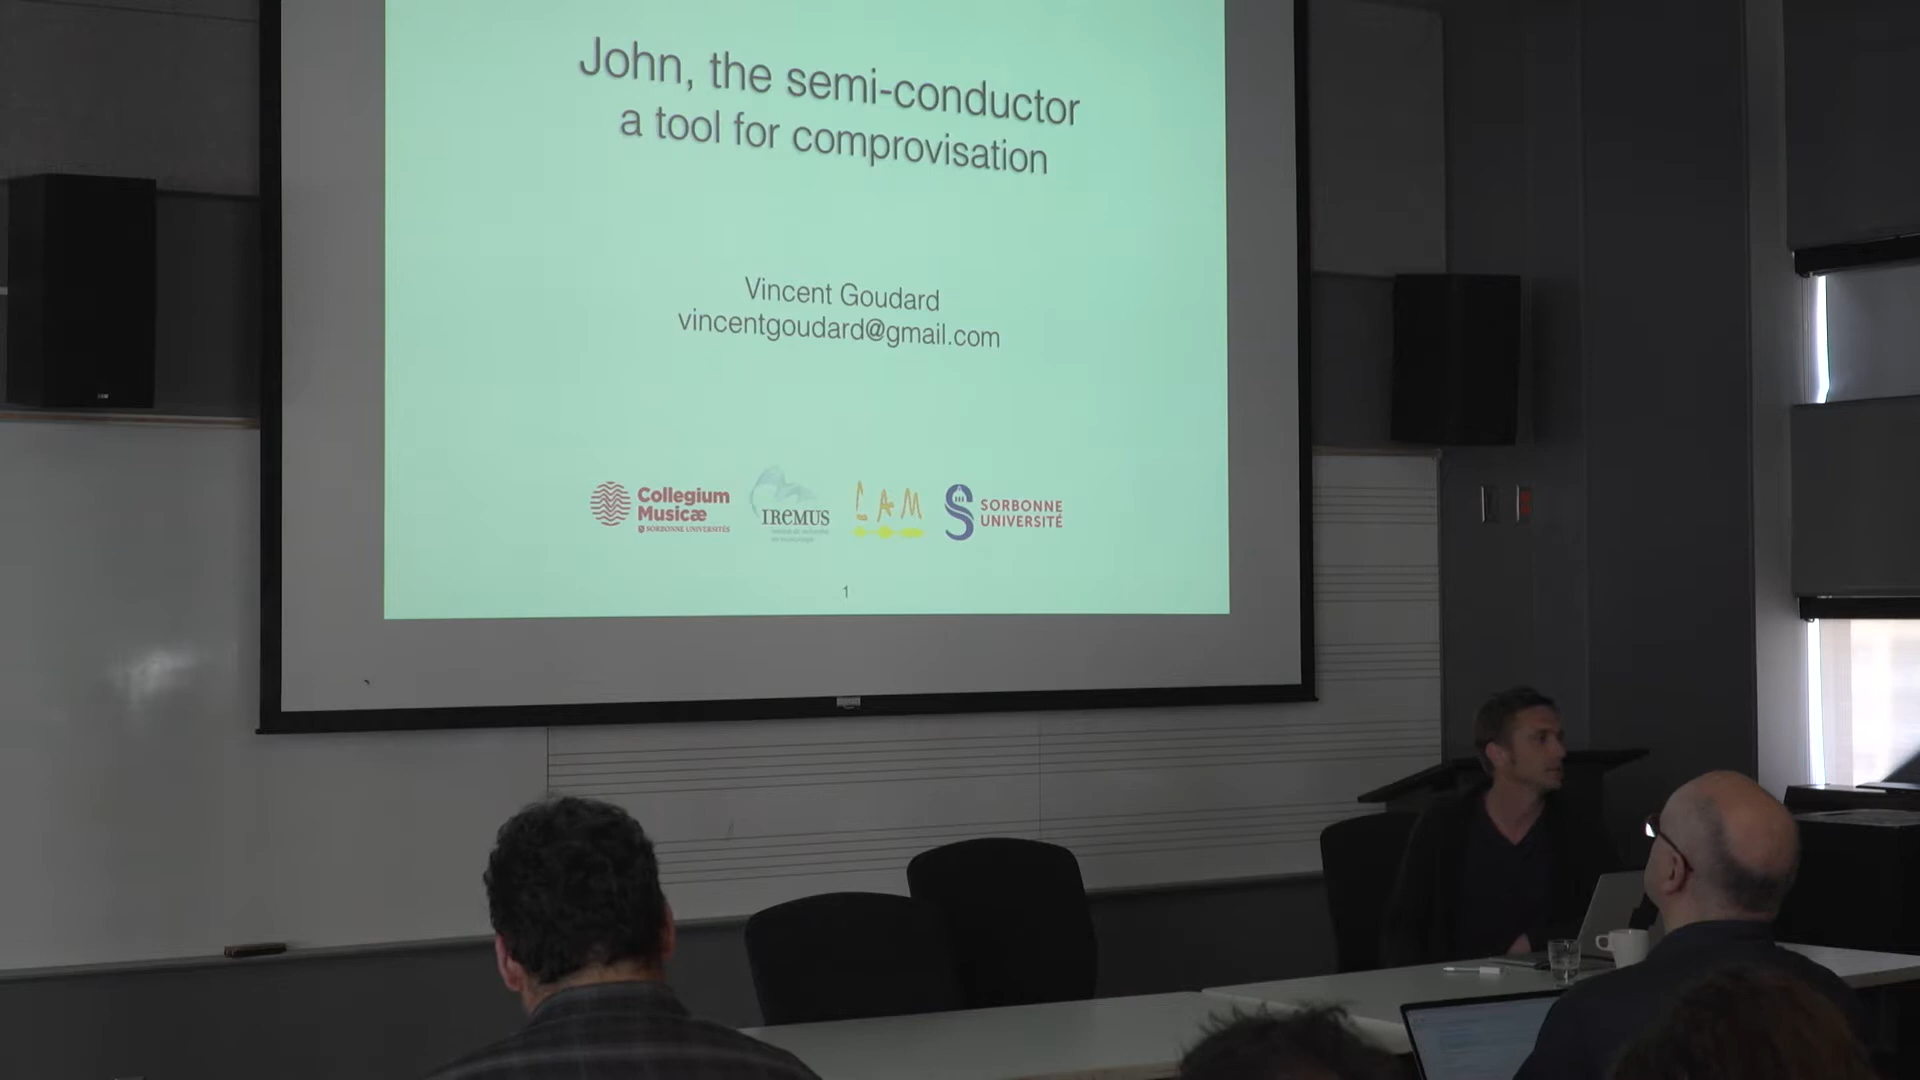 John, the semi-conductor
a tool for comprovisation
Vincent Goudard
vincentgoudard@gmail.com
Collegium
Musicæ
SORBONNE UNIVERSITÉS
IReMUS
LAM
SORBONNE
UNIVERSITÉ
1